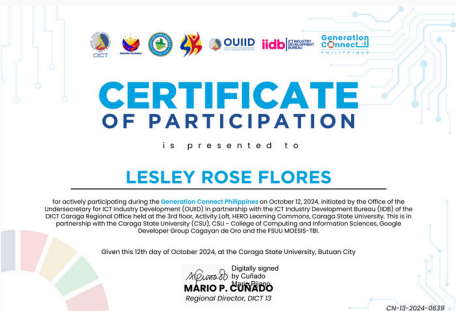 DICT
OUIID
iidb
ICT INDUSTRY
DEVELOPMENT
BUREAU
Generation
Connect
PHILIPPINES
CERTIFICATE
OF PARTICIPATION
is presented to
LESLEY ROSE FLORES
for actively participating during the Generation Connect Philippines on October 12, 2024, initiated by the Office of the
Undersecretary for ICT Industry Development (OUIID) in partnership with the ICT Industry Development Bureau (IIDB) of the
DICT Caraga Regional Office held at the 3rd floor, Activity Loft, HERO Learning Commons, Caraga State University. This is in
partnership with the Caraga State University (CSU), CSU - College of Computing and Information Sciences, Google
Developer Group Cagayan de Oro and the FSUU MOESIS-TBI.
Given this 12th day of October 2024, at the Caraga State University, Butuan City
Digitally signed
by Cuñado
MARIO P. CUÑADO
Regional Director, DICT 13
CN-13-2024-0639